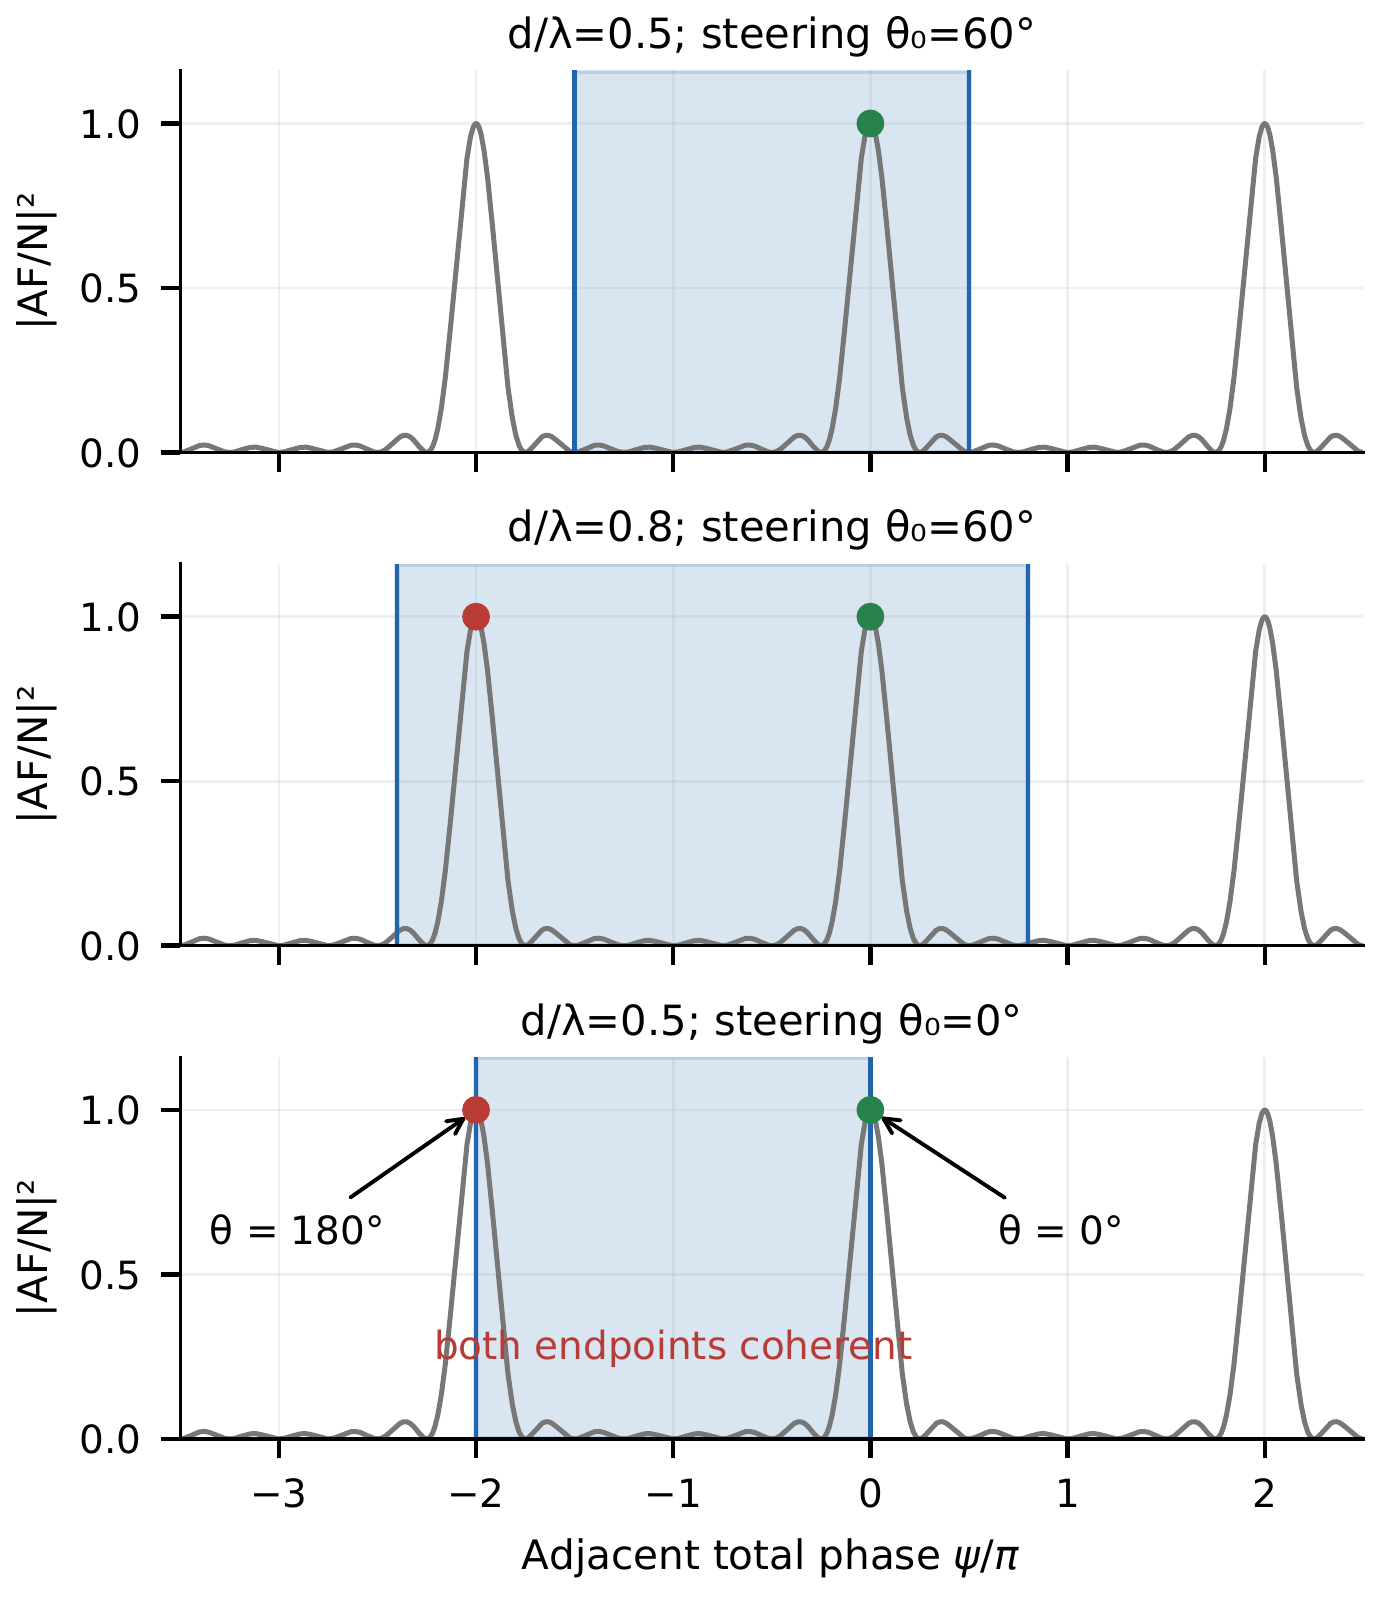 d/λ=0.5; steering θ₀=60°
1.0
0.5
0.0
|AF/N|²
d/λ=0.8; steering θ₀=60°
1.0
0.5
0.0
|AF/N|²
d/λ=0.5; steering θ₀=0°
1.0
0.5
0.0
|AF/N|²
θ = 180°
θ = 0°
both endpoints coherent
−3 −2 −1 0 1 2
Adjacent total phase ψ/π